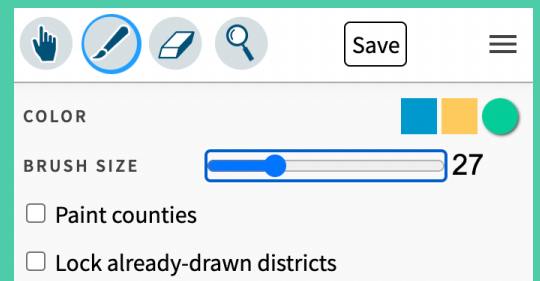 Save
COLOR
BRUSH SIZE 27
Paint counties
Lock already-drawn districts